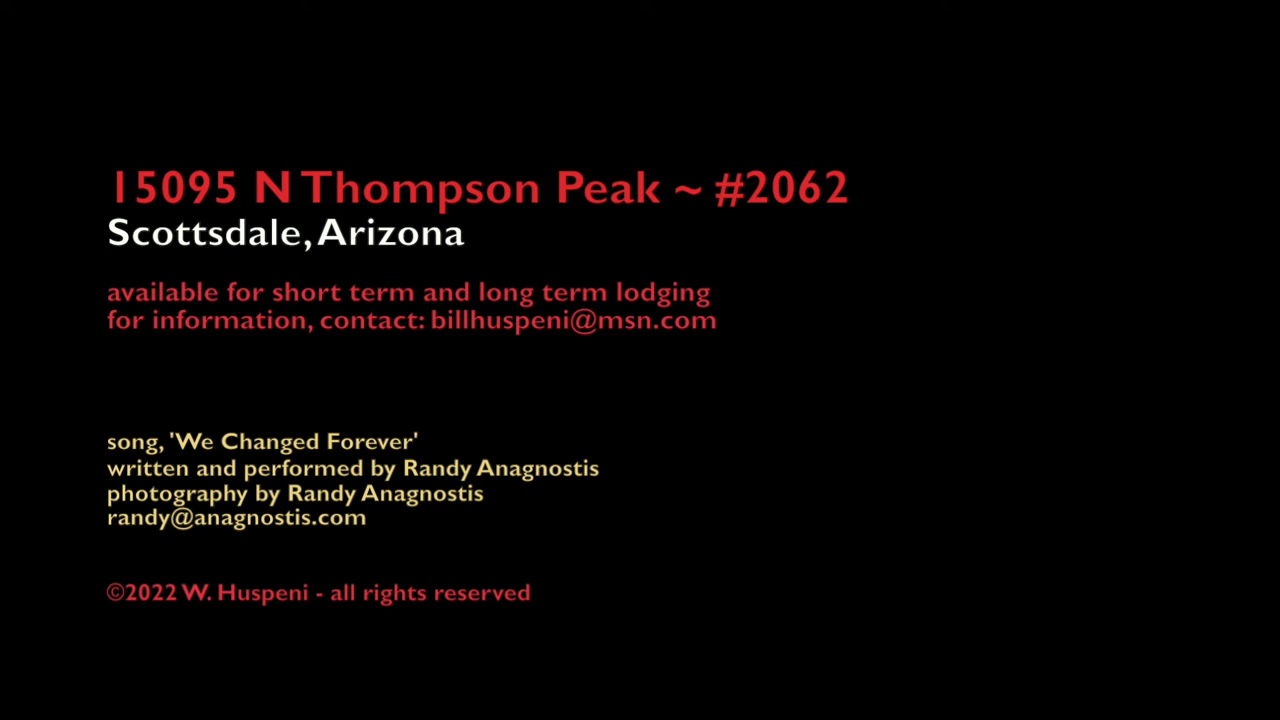 15095 N Thompson Peak ~ #2062
Scottsdale, Arizona
available for short term and long term lodging
for information, contact: billhuspeni@msn.com
song, 'We Changed Forever'
written and performed by Randy Anagnostis
photography by Randy Anagnostis
randy@anagnostis.com
©2022 W. Huspeni - all rights reserved